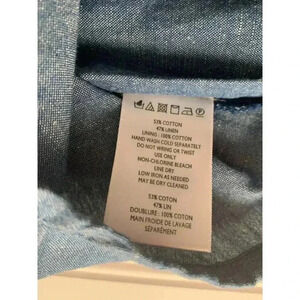 53% COTTON
47% LINEN
LINING : 100% COTTON
HAND WASH COLD SEPARATELY
DO NOT WRING OR TWIST
USE ONLY
NON-CHLORINE BLEACH
LINE DRY
LOW IRON AS NEEDED
MAY BE DRY CLEANED
53% COTON
47% LIN
DOUBLURE : 100% COTON
MAIN FROIDE DE LAVAGE
SÉPARÉMENT